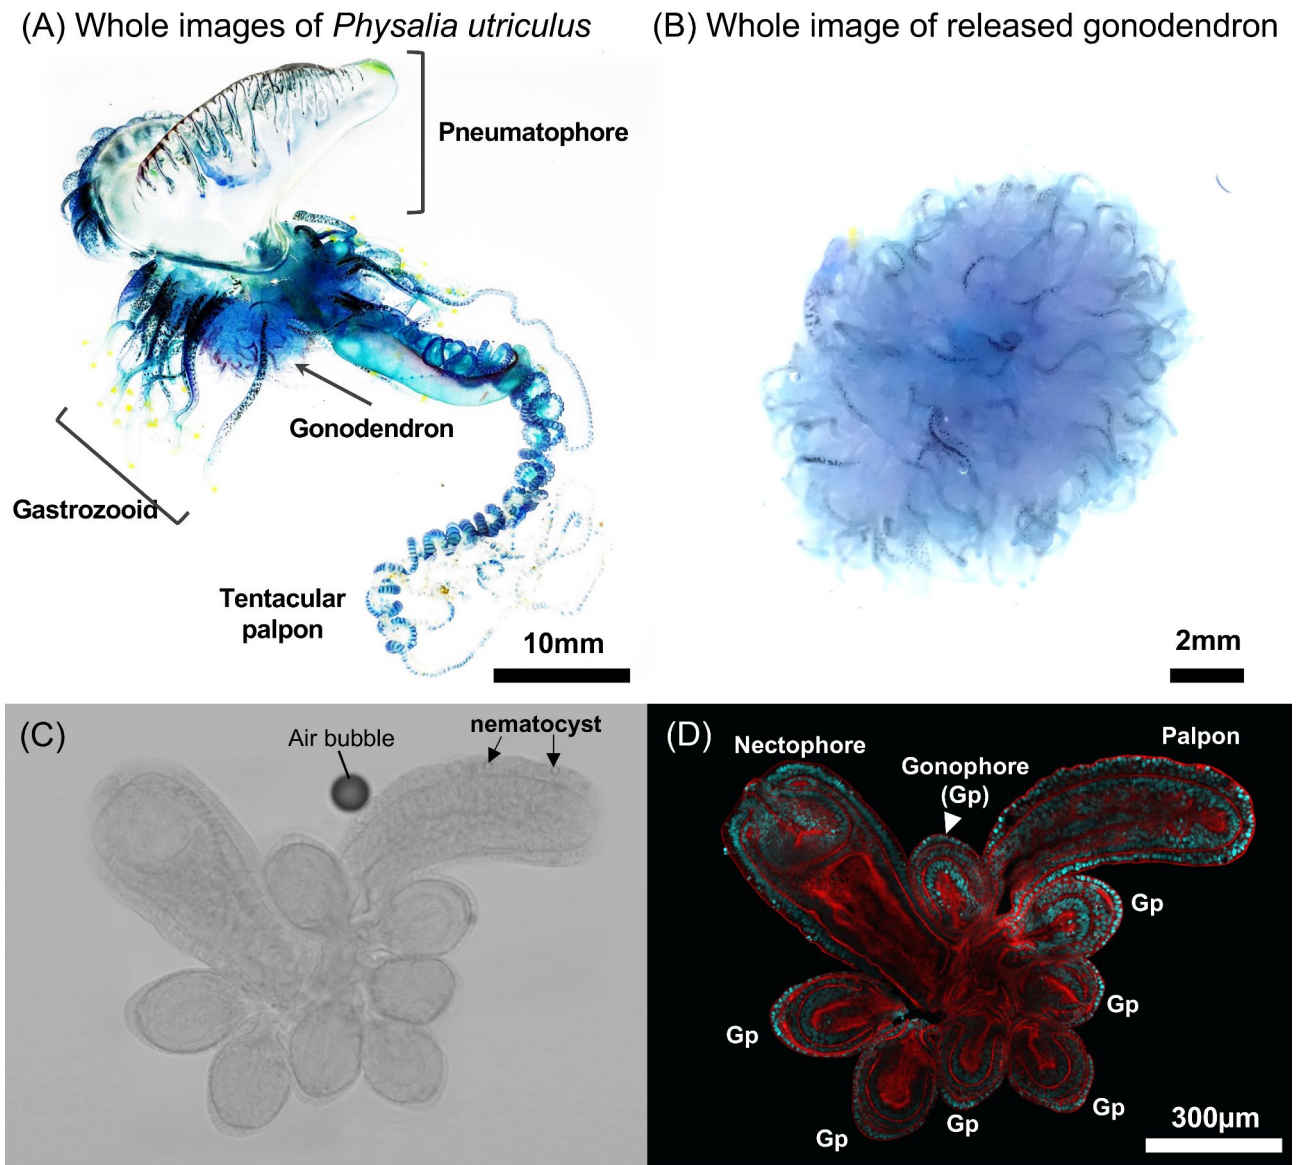 (A) Whole images of Physalia utriculus
(B) Whole image of released gonodendron
Pneumatophore
Gonodendron
Gastrozooid
Tentacular
palpon
10mm
2mm
(C)
Air bubble
nematocyst
(D)
Nectophore
Gonophore
(Gp)
Palpon
Gp
Gp
Gp
Gp
Gp
Gp
300µm